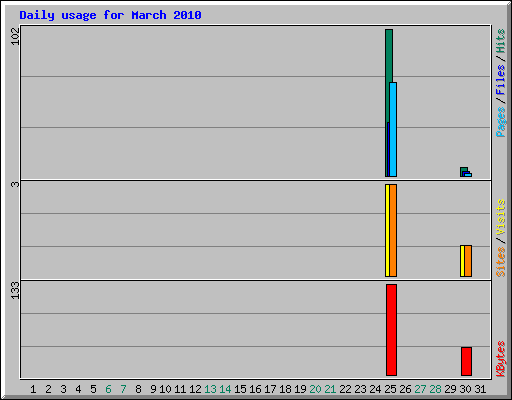 Daily usage for March 2010
102
Pages/Files/Hits
3
Sites/Visits
133
KBytes
1 2 3 4 5 6 7 8 9 10 11 12 13 14 15 16 17 18 19 20 21 22 23 24 25 26 27 28 29 30 31